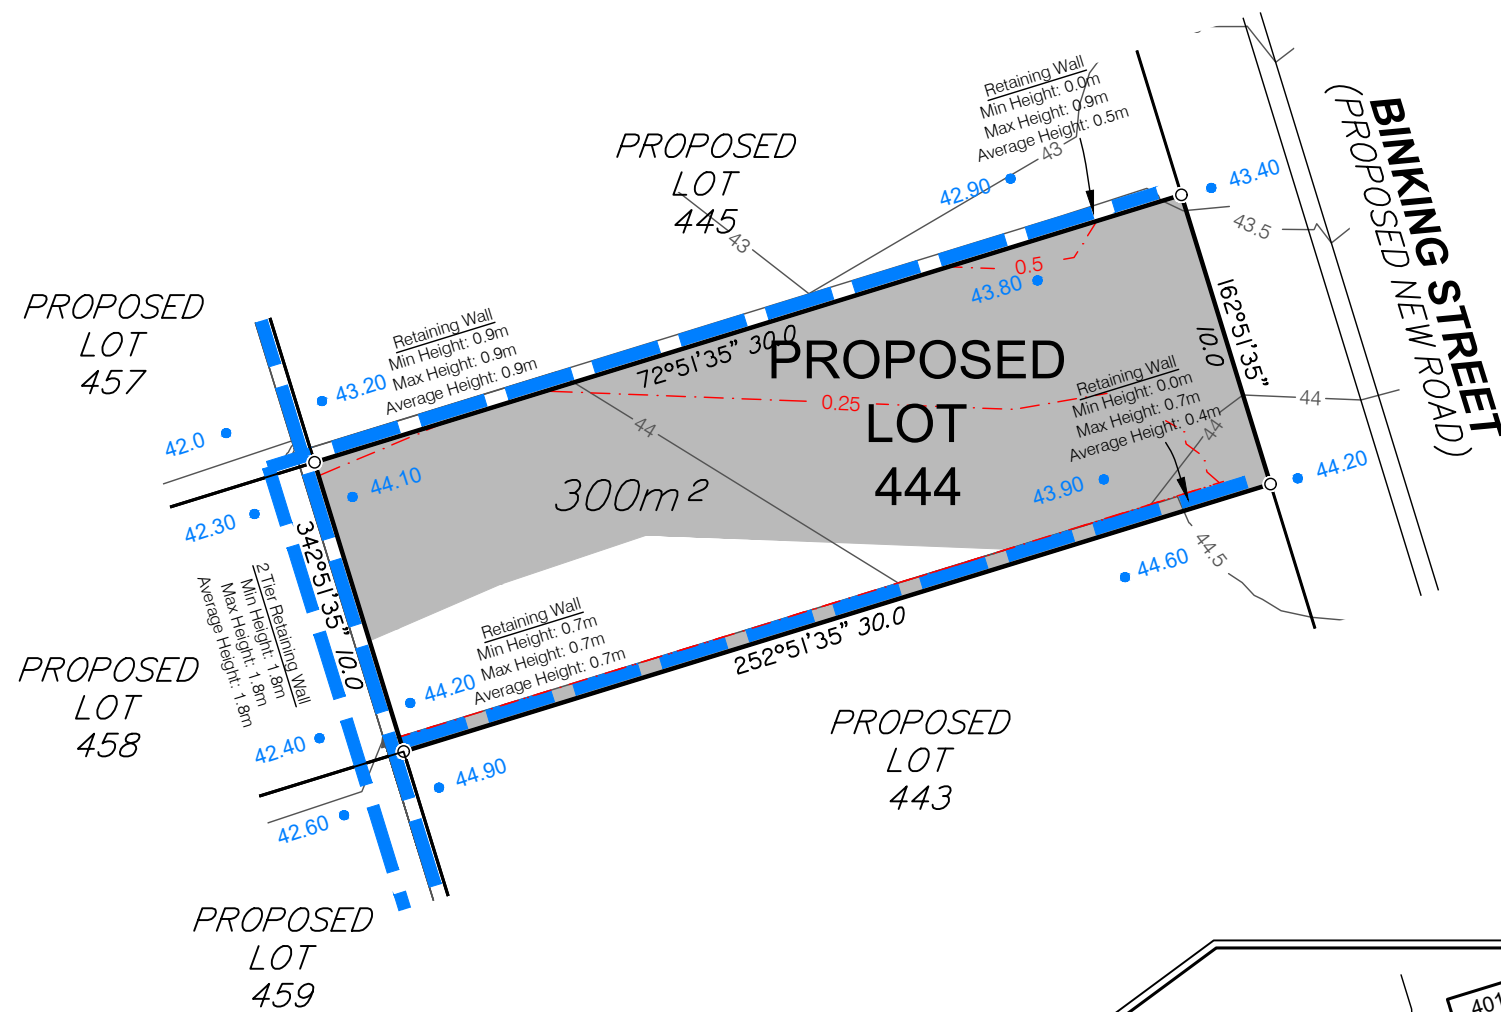 Retaining Wall
Min Height: 0.0m
Max Height: 0.9m
Average Height: 0.5m
43
42.90
43.40
43.5
BINKING STREET
(PROPOSED NEW ROAD)
PROPOSED
LOT
445
43
PROPOSED
LOT
457
Retaining Wall
Min Height: 0.9m
Max Height: 0.9m
Average Height: 0.9m
43.20
42.0
72°51'35" 30.0
0.5
43.80
162°51'35"
10.0
PROPOSED
LOT
444
0.25
44
300m²
44.10
42.30
Retaining Wall
Min Height: 0.0m
Max Height: 0.7m
Average Height: 0.4m
44
44
43.90
44.20
44.60
44.5
342°51'35" 10.0
2 Tier Retaining Wall
Min Height: 1.8m
Max Height: 1.8m
Average Height: 1.8m
Retaining Wall
Min Height: 0.7m
Max Height: 0.7m
Average Height: 0.7m
252°51'35" 30.0
44.20
PROPOSED
LOT
458
42.40
44.90
42.60
PROPOSED
LOT
443
PROPOSED
LOT
459
401